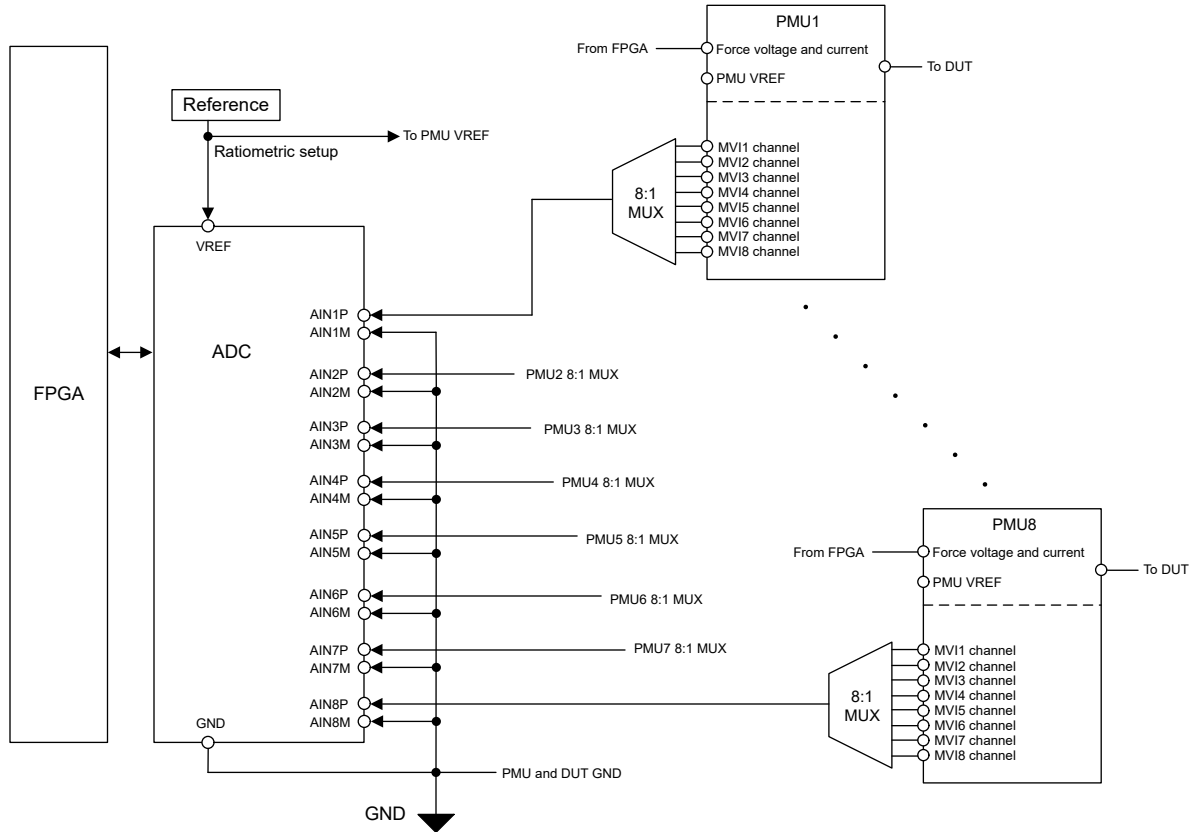 PMU1
From FPGA
Force voltage and current
To DUT
PMU VREF
Reference
To PMU VREF
Ratiometric setup
MVI1 channel
MVI2 channel
MVI3 channel
MVI4 channel
MVI5 channel
MVI6 channel
MVI7 channel
MVI8 channel
8:1
MUX
VREF
FPGA
ADC
AIN1P
AIN1M
AIN2P
PMU2 8:1 MUX
AIN2M
AIN3P
PMU3 8:1 MUX
AIN3M
AIN4P
PMU4 8:1 MUX
AIN4M
AIN5P
PMU5 8:1 MUX
AIN5M
AIN6P
PMU6 8:1 MUX
AIN6M
AIN7P
PMU7 8:1 MUX
AIN7M
AIN8P
AIN8M
GND
PMU and DUT GND
GND
PMU8
From FPGA
Force voltage and current
To DUT
PMU VREF
MVI1 channel
MVI2 channel
MVI3 channel
MVI4 channel
MVI5 channel
MVI6 channel
MVI7 channel
MVI8 channel
8:1
MUX